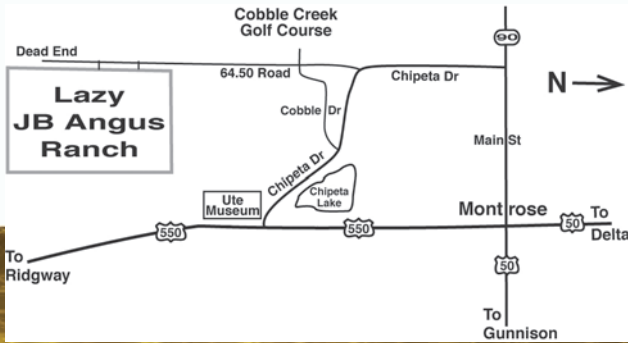 Cobble Creek
Golf Course
90
Dead End
64.50 Road
Chipeta Dr
N
Lazy
JB Angus
Ranch
Cobble Dr
Main St
Chipeta Dr
Chipeta
Lake
Ute
Museum
Montrose
To
Delta
50
550
550
To
Ridgway
50
To
Gunnison